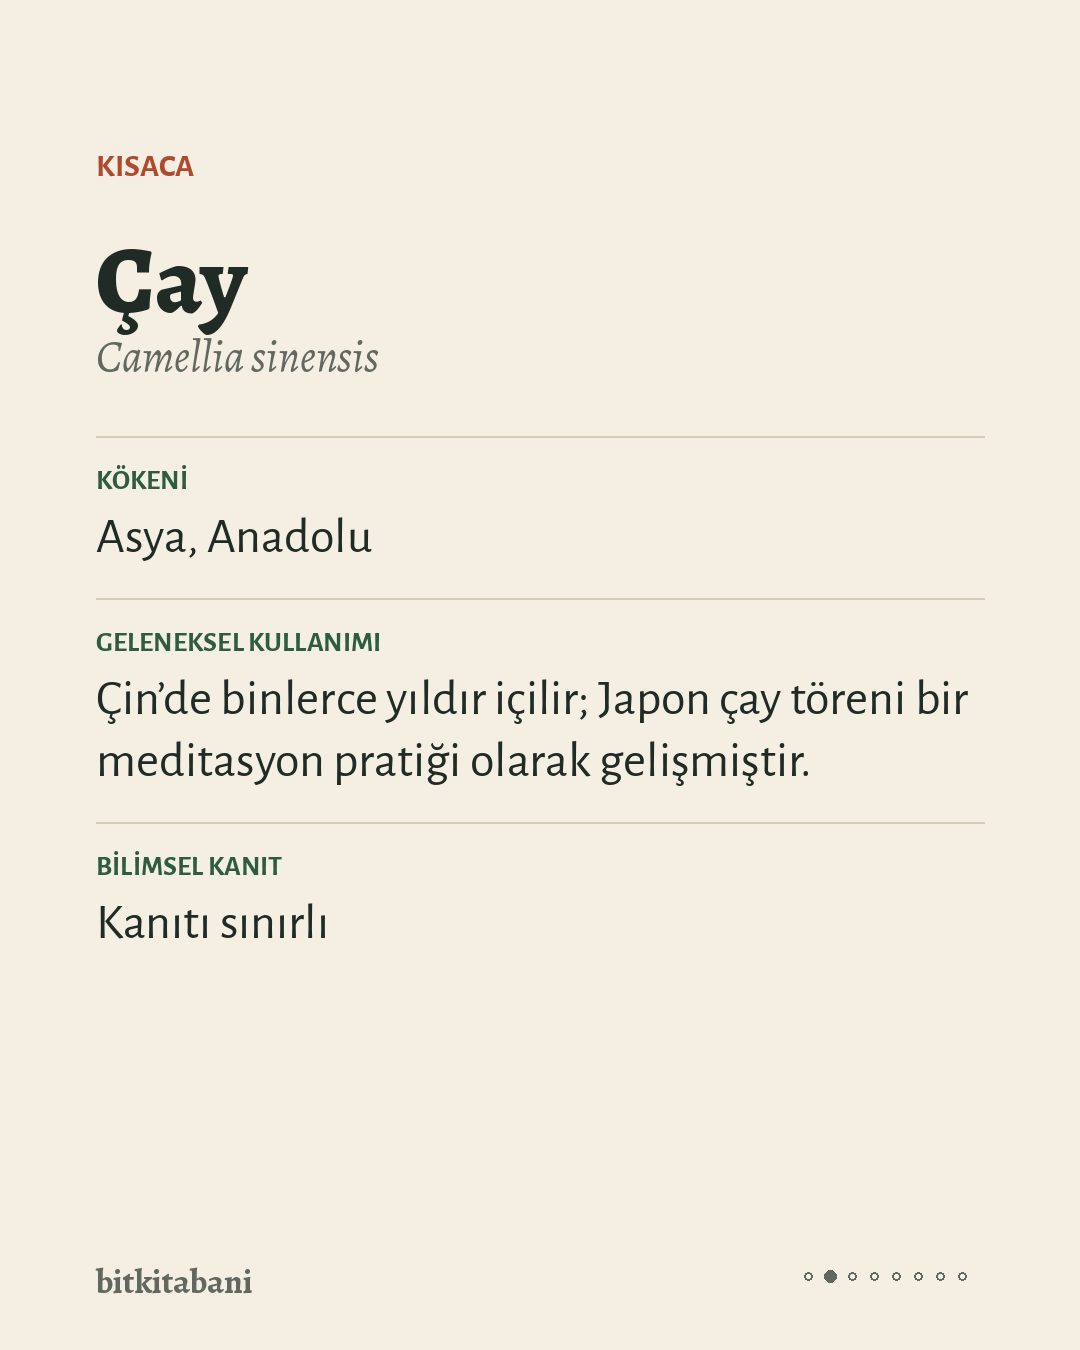 KISACA
Çay
Camellia sinensis
KÖKENİ
Asya, Anadolu
GELENEKSEL KULLANIMI
Çin’de binlerce yıldır içilir; Japon çay töreni bir
meditasyon pratiği olarak gelişmiştir.
BİLİMSEL KANIT
Kanıtı sınırlı
bitkitabani